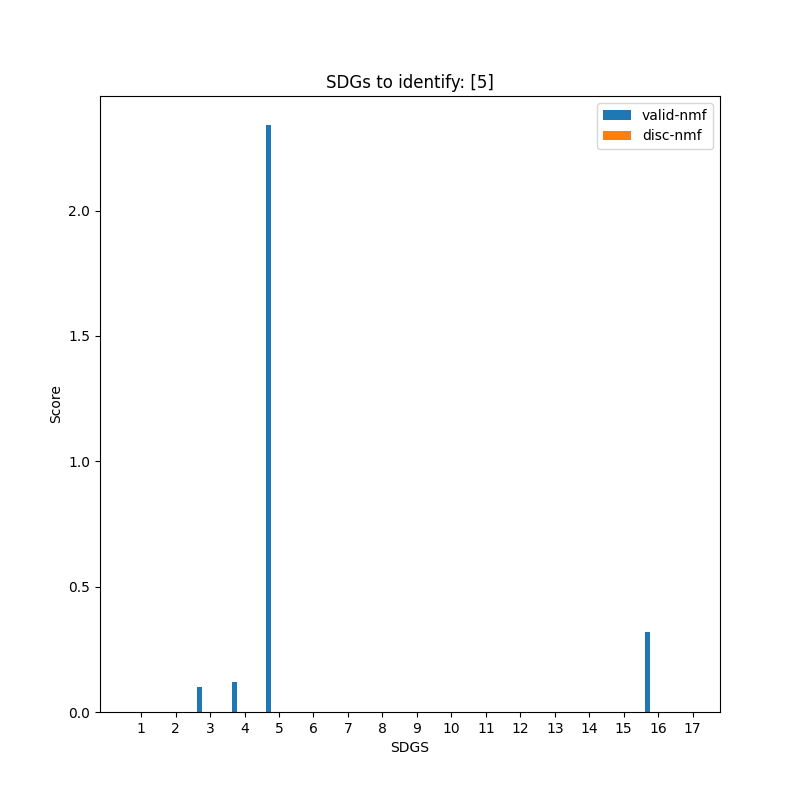 SDGs to identify: [5]
valid-nmf
disc-nmf
2.0
1.5
1.0
0.5
0.0
Score
1 2 3 4 5 6 7 8 9 10 11 12 13 14 15 16 17
SDGS